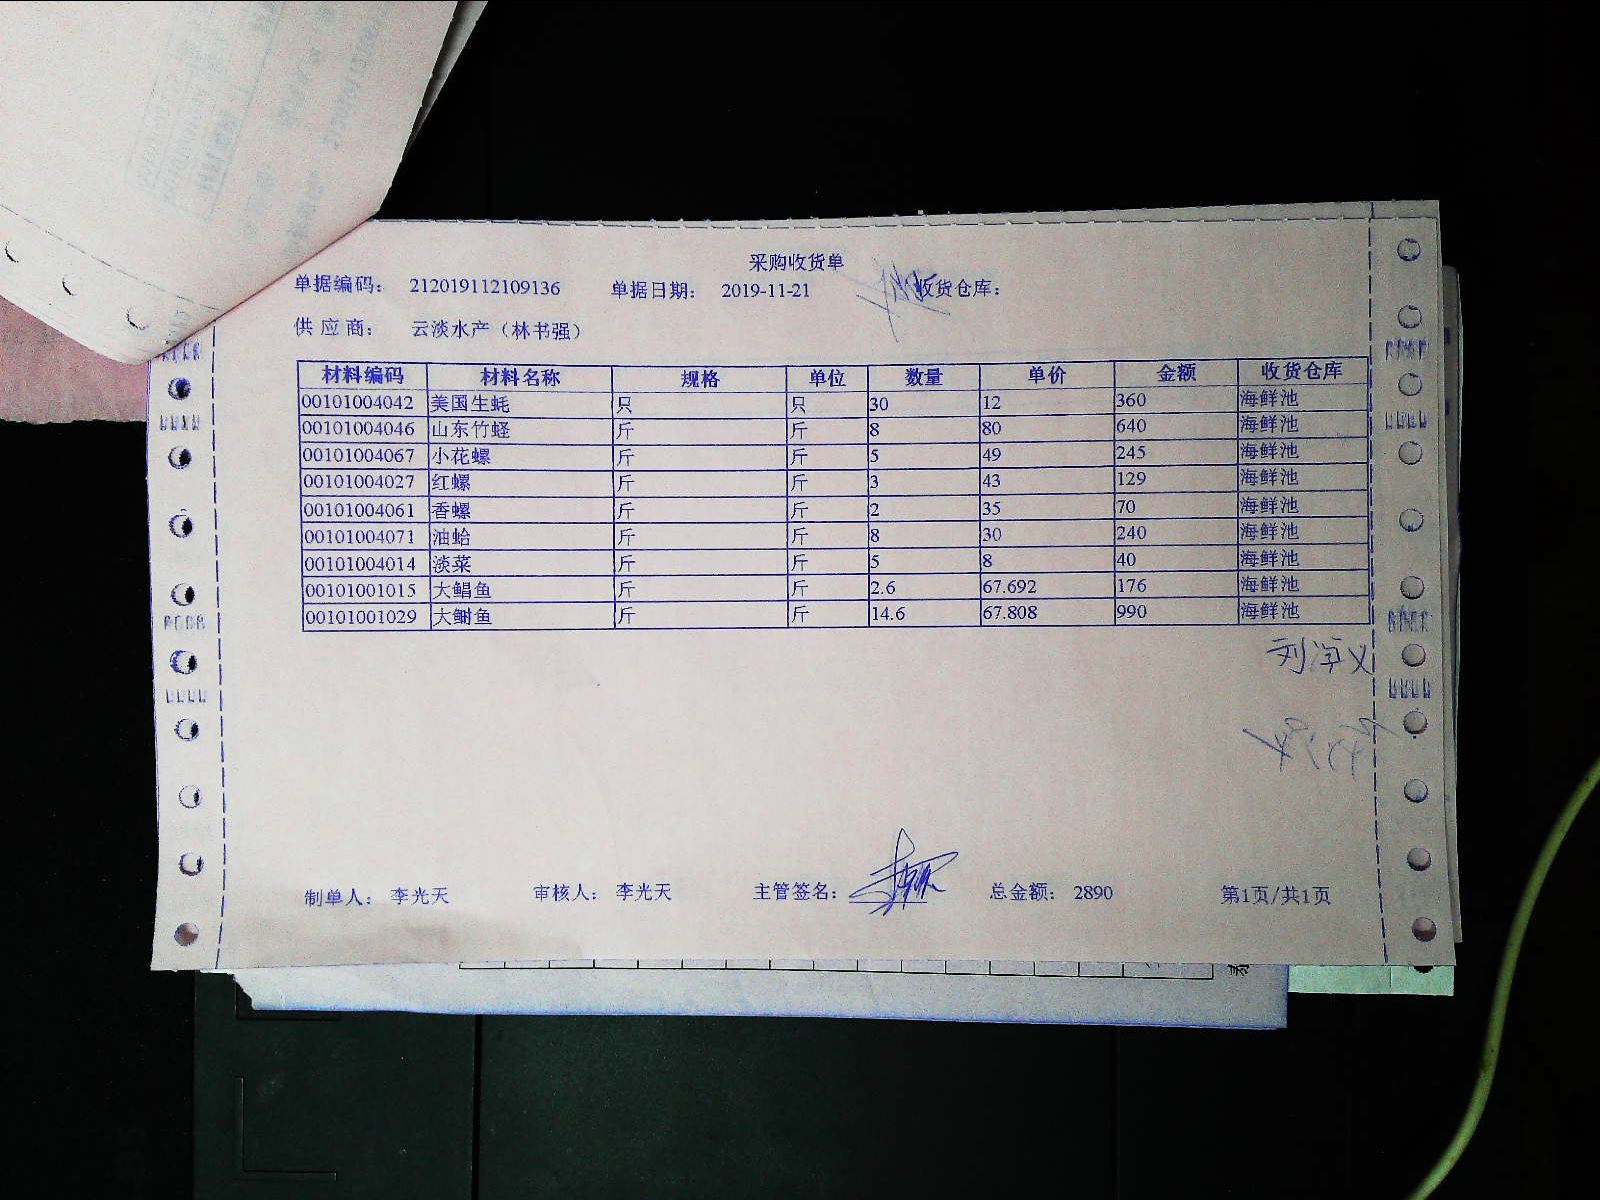 采购收货单
单据编码： 212019112109136 单据日期： 2019-11-21 收货仓库：
供 应 商： 云淡水产（林书强）
材料编码 材料名称 规格 单位 数量 单价 金额 收货仓库
00101004042 美国生蚝 只 只 30 12 360 海鲜池
00101004046 山东竹蛏 斤 斤 8 80 640 海鲜池
00101004067 小花螺 斤 斤 5 49 245 海鲜池
00101004027 红螺 斤 斤 3 43 129 海鲜池
00101004061 香螺 斤 斤 2 35 70 海鲜池
00101004071 油蛤 斤 斤 8 30 240 海鲜池
00101004014 淡菜 斤 斤 5 8 40 海鲜池
00101001015 大鲳鱼 斤 斤 2.6 67.692 176 海鲜池
00101001029 大鮒鱼 斤 斤 14.6 67.808 990 海鲜池
制单人： 李光天 审核人： 李光天 主管签名： 总金额： 2890 第1页/共1页